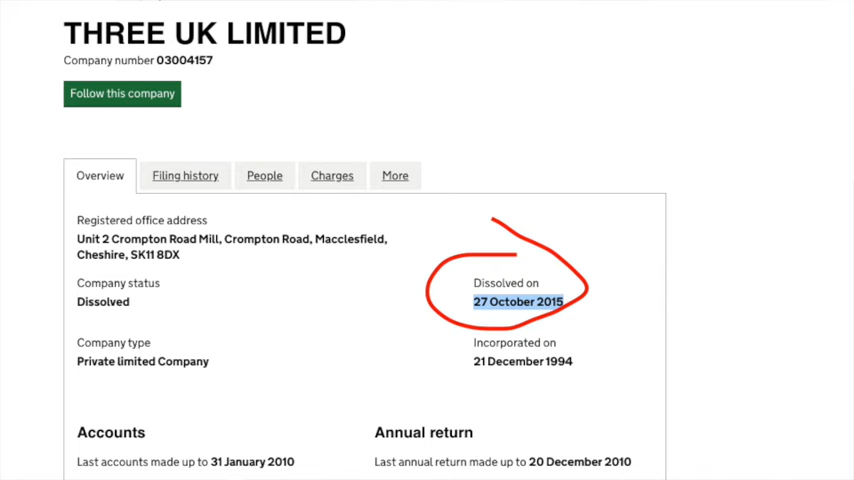 THREE UK LIMITED
Company number 03004157
Follow this company
Overview Filing history People Charges More
Registered office address
Unit 2 Crompton Road Mill, Crompton Road, Macclesfield,
Cheshire, SK11 8DX
Company status
Dissolved
Dissolved on
27 October 2015
Company type
Private limited Company
Incorporated on
21 December 1994
Accounts
Last accounts made up to 31 January 2010
Annual return
Last annual return made up to 20 December 2010